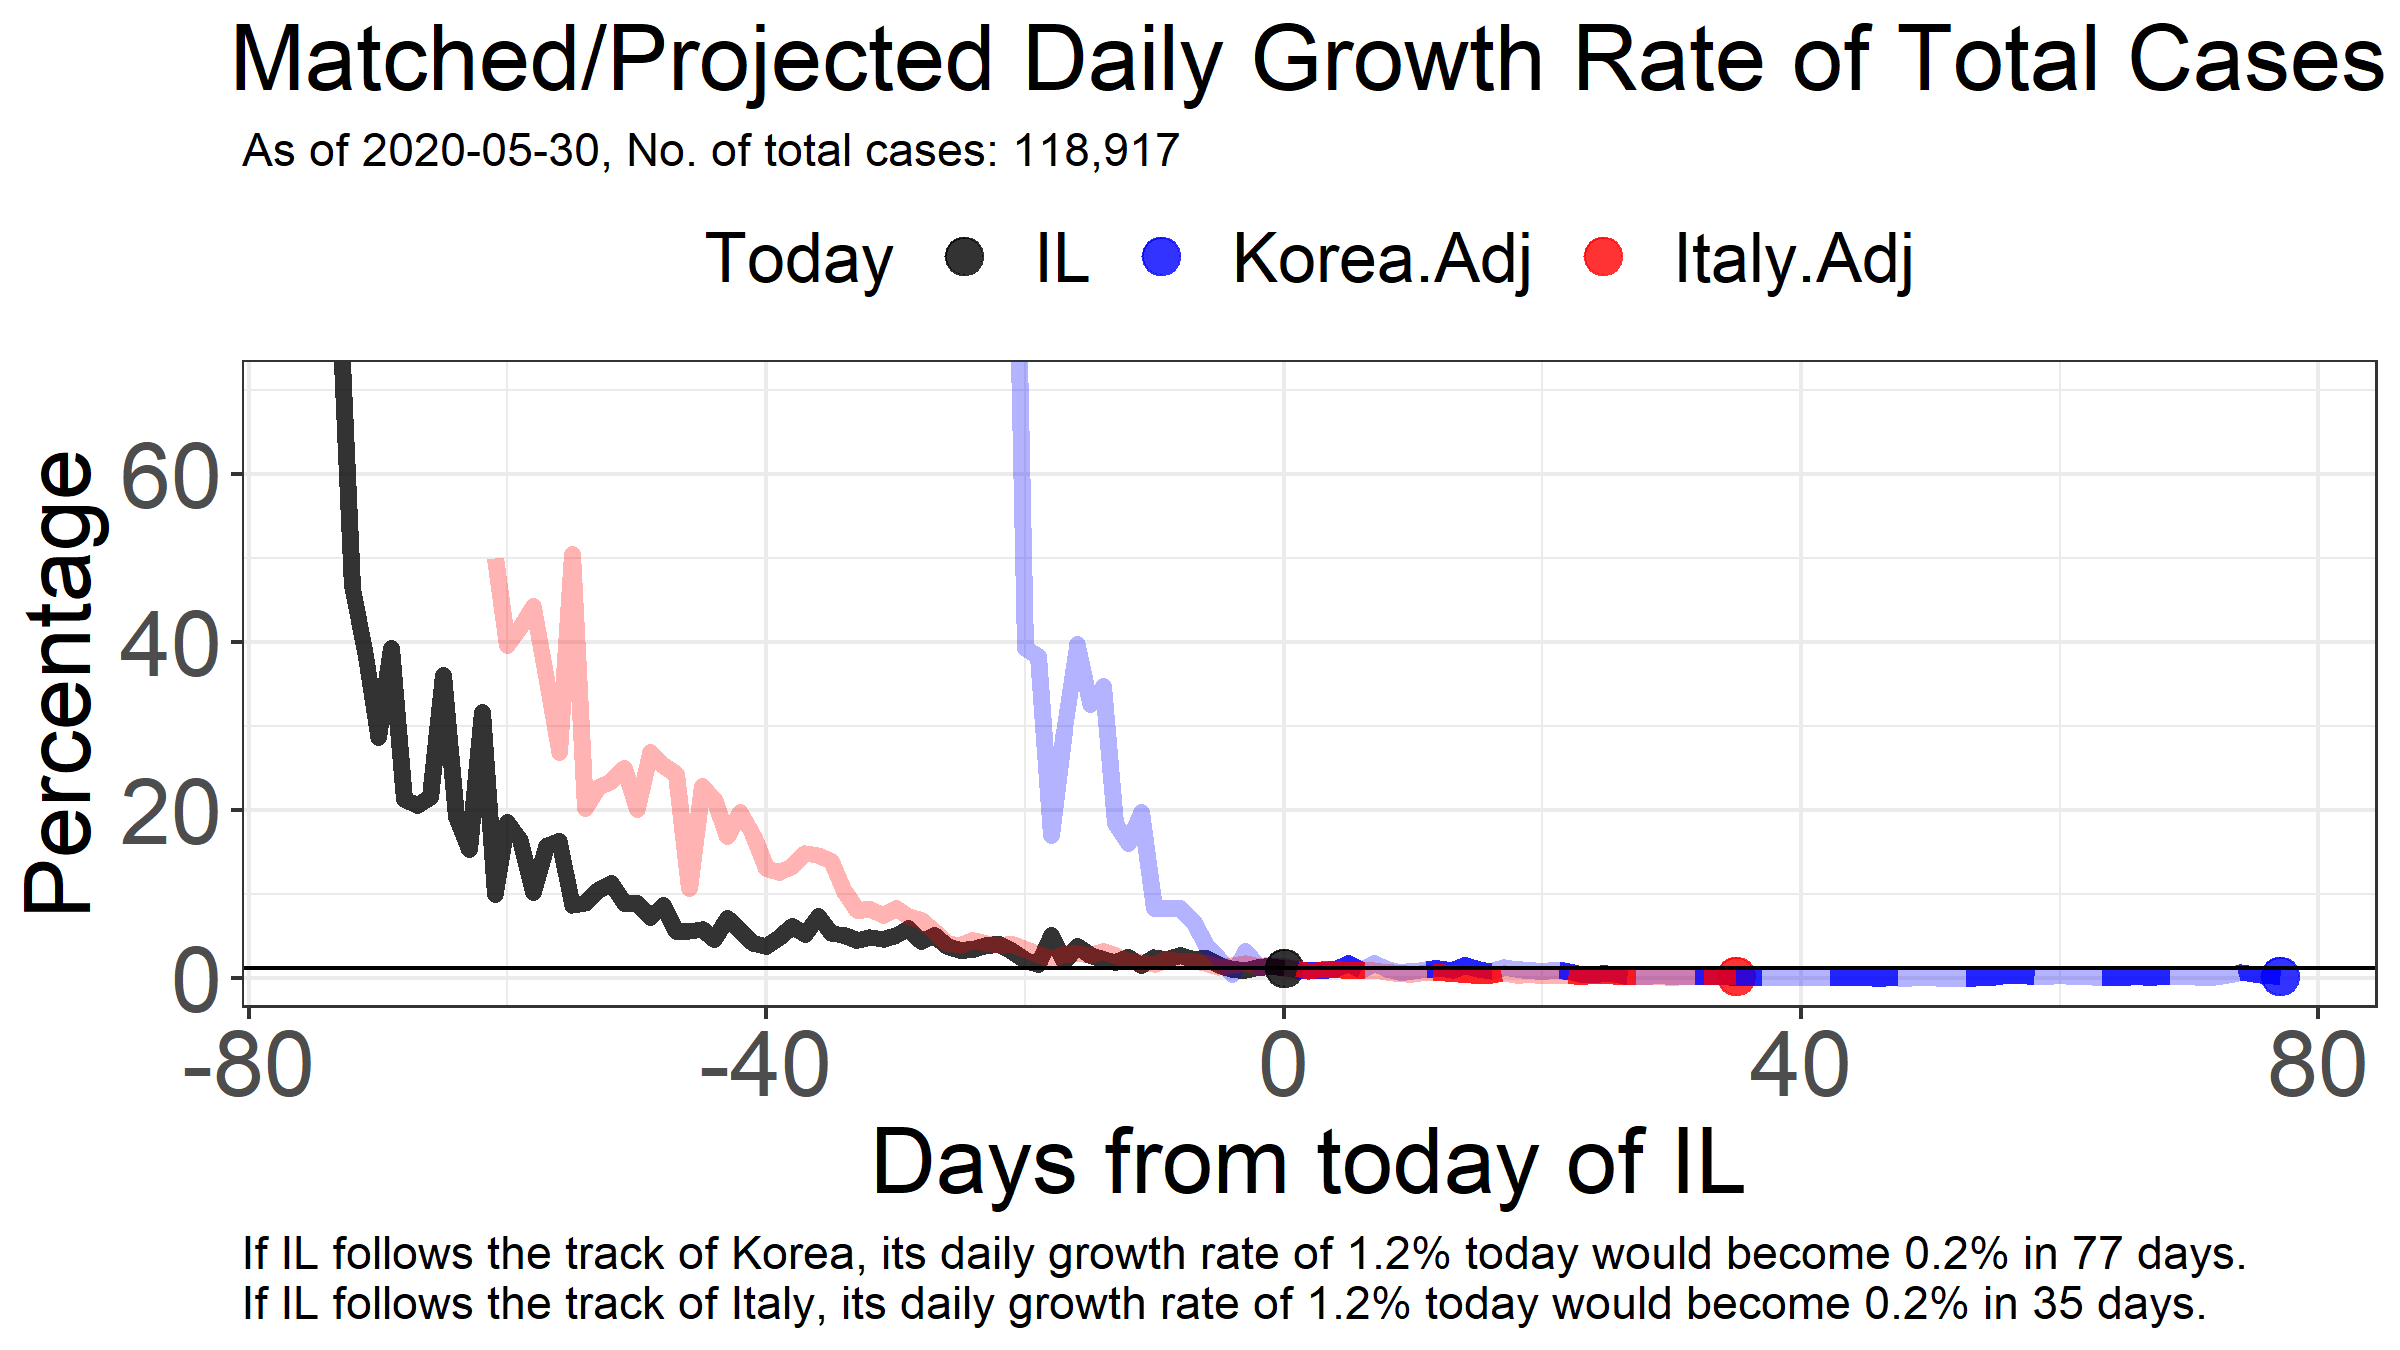 Matched/Projected Daily Growth Rate of Total Cases
As of 2020-05-30, No. of total cases: 118,917
Today IL Korea.Adj Italy.Adj
Percentage
60
40
20
0
-80 -40 0 40 80
Days from today of IL
If IL follows the track of Korea, its daily growth rate of 1.2% today would become 0.2% in 77 days.
If IL follows the track of Italy, its daily growth rate of 1.2% today would become 0.2% in 35 days.